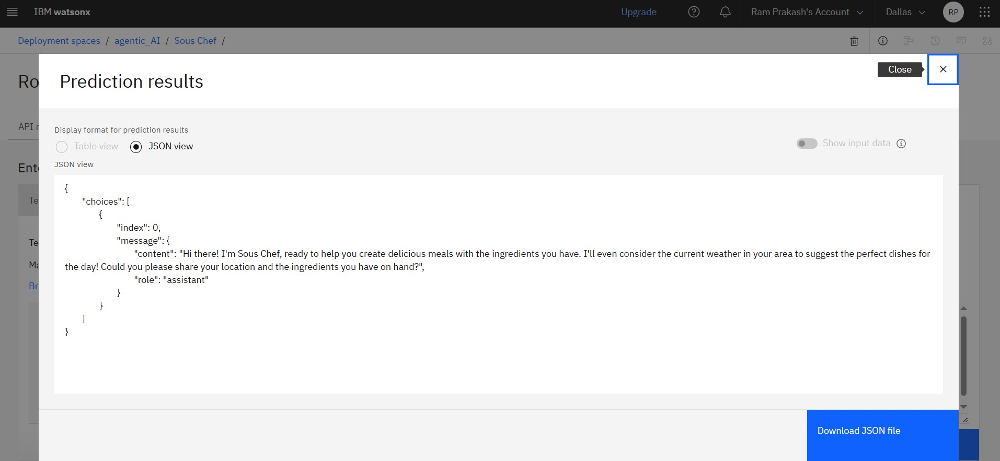 IBM watsonx
Upgrade
Ram Prakash's Account
Dallas
RP
Deployment spaces / agentic_AI / Sous Chef /
Ro
Prediction results
Close
API r
Display format for prediction results
Table view
JSON view
Show input data
Ente
JSON view
{
"choices": [
{
"index": 0,
"message": {
"content": "Hi there! I'm Sous Chef, ready to help you create delicious meals with the ingredients you have. I'll even consider the current weather in your area to suggest the perfect dishes for
the day! Could you please share your location and the ingredients you have on hand?",
"role": "assistant"
}
}
]
}
Te
Te
Ma
Br
Download JSON file